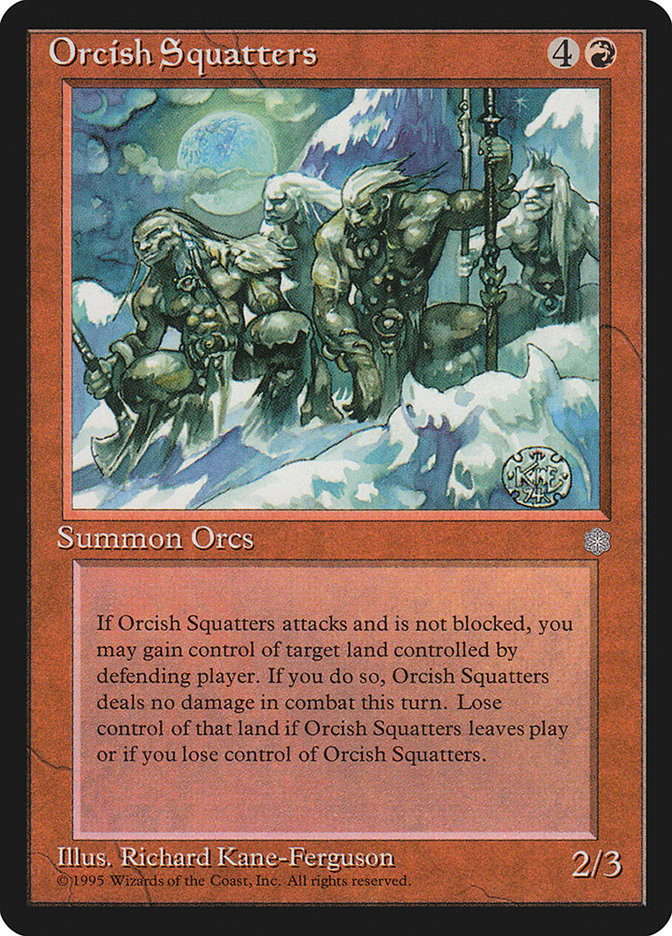 Orcish Squatters 4
Summon Orcs
If Orcish Squatters attacks and is not blocked, you
may gain control of target land controlled by
defending player. If you do so, Orcish Squatters
deals no damage in combat this turn. Lose
control of that land if Orcish Squatters leaves play
or if you lose control of Orcish Squatters.
Illus. Richard Kane-Ferguson
2/3
©1995 Wizards of the Coast, Inc. All rights reserved.